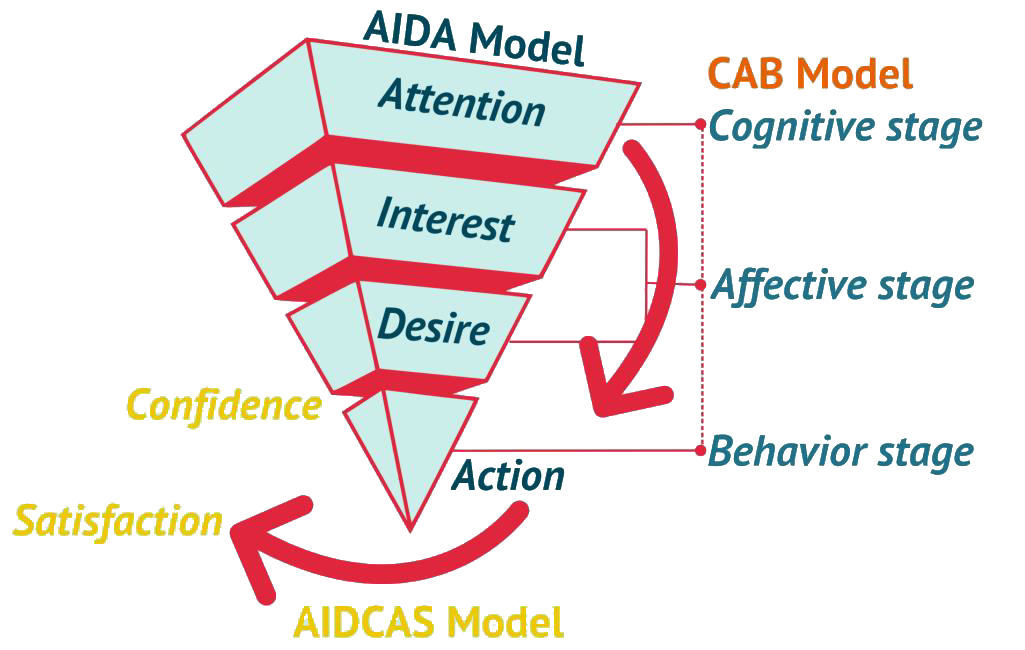 AIDA Model
Attention
Interest
Desire
Action
CAB Model
Cognitive stage
Affective stage
Behavior stage
Confidence
Satisfaction
AIDCAS Model